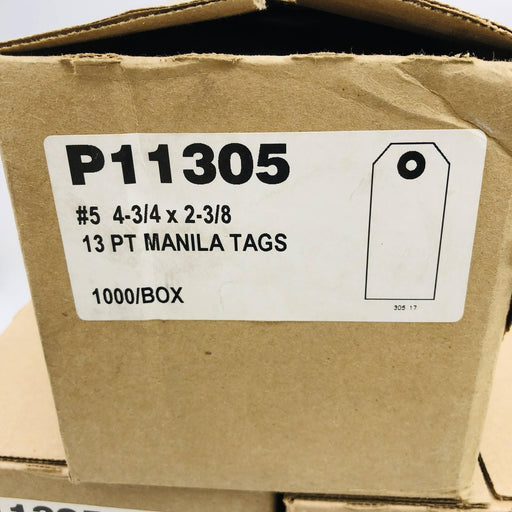 P11305
#5 4-3/4 x 2-3/8
13 PT MANILA TAGS
1000/BOX
305 17